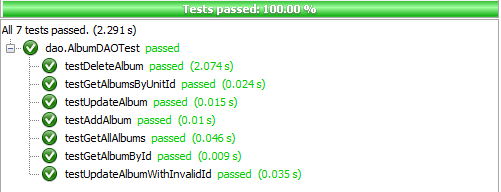 Tests passed: 100.00 %
All 7 tests passed. (2.291 s)
dao.AlbumDAOTest passed
testDeleteAlbum passed (2.074 s)
testGetAlbumsByUnitId passed (0.024 s)
testUpdateAlbum passed (0.015 s)
testAddAlbum passed (0.01 s)
testGetAllAlbums passed (0.046 s)
testGetAlbumById passed (0.009 s)
testUpdateAlbumWithInvalidId passed (0.035 s)